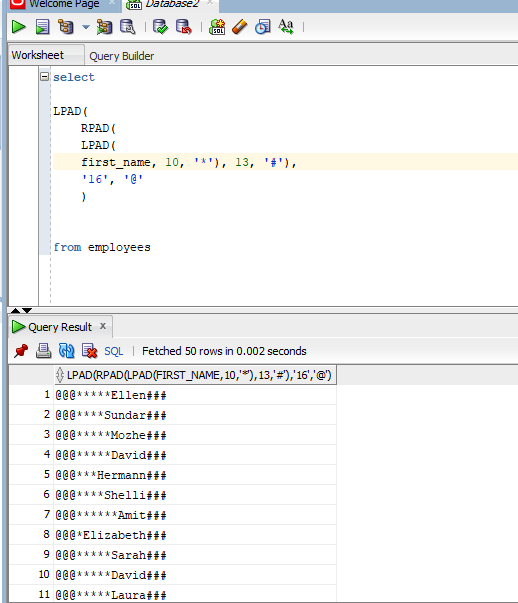 Welcome Page
Database2
SQL
Aa
Worksheet
Query Builder
select
LPAD(
RPAD(
LPAD(
first_name, 10, '*'), 13, '#'),
'16', '@'
)
from employees
Query Result x
SQL | Fetched 50 rows in 0.002 seconds
LPAD(RPAD(LPAD(FIRST_NAME,10,'*'),13,'#'),'16','@')
1 @@@*****Ellen###
2 @@@****Sundar###
3 @@@*****Mozhe###
4 @@@*****David###
5 @@@***Hermann###
6 @@@****Shelli###
7 @@@******Amit###
8 @@@*Elizabeth###
9 @@@*****Sarah###
10 @@@*****David###
11 @@@*****Laura###